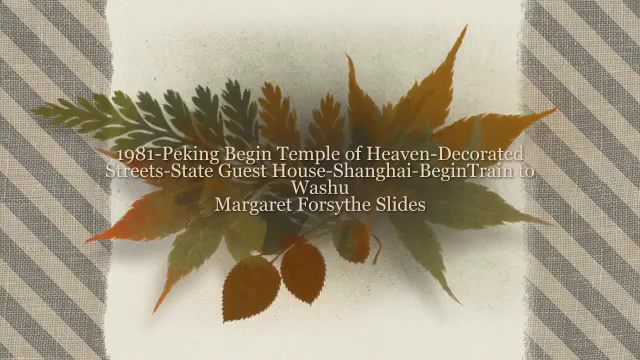 1981-Peking Begin Temple of Heaven-Decorated
Streets-State Guest House-Shanghai-BeginTrain to
Washu
Margaret Forsythe Slides